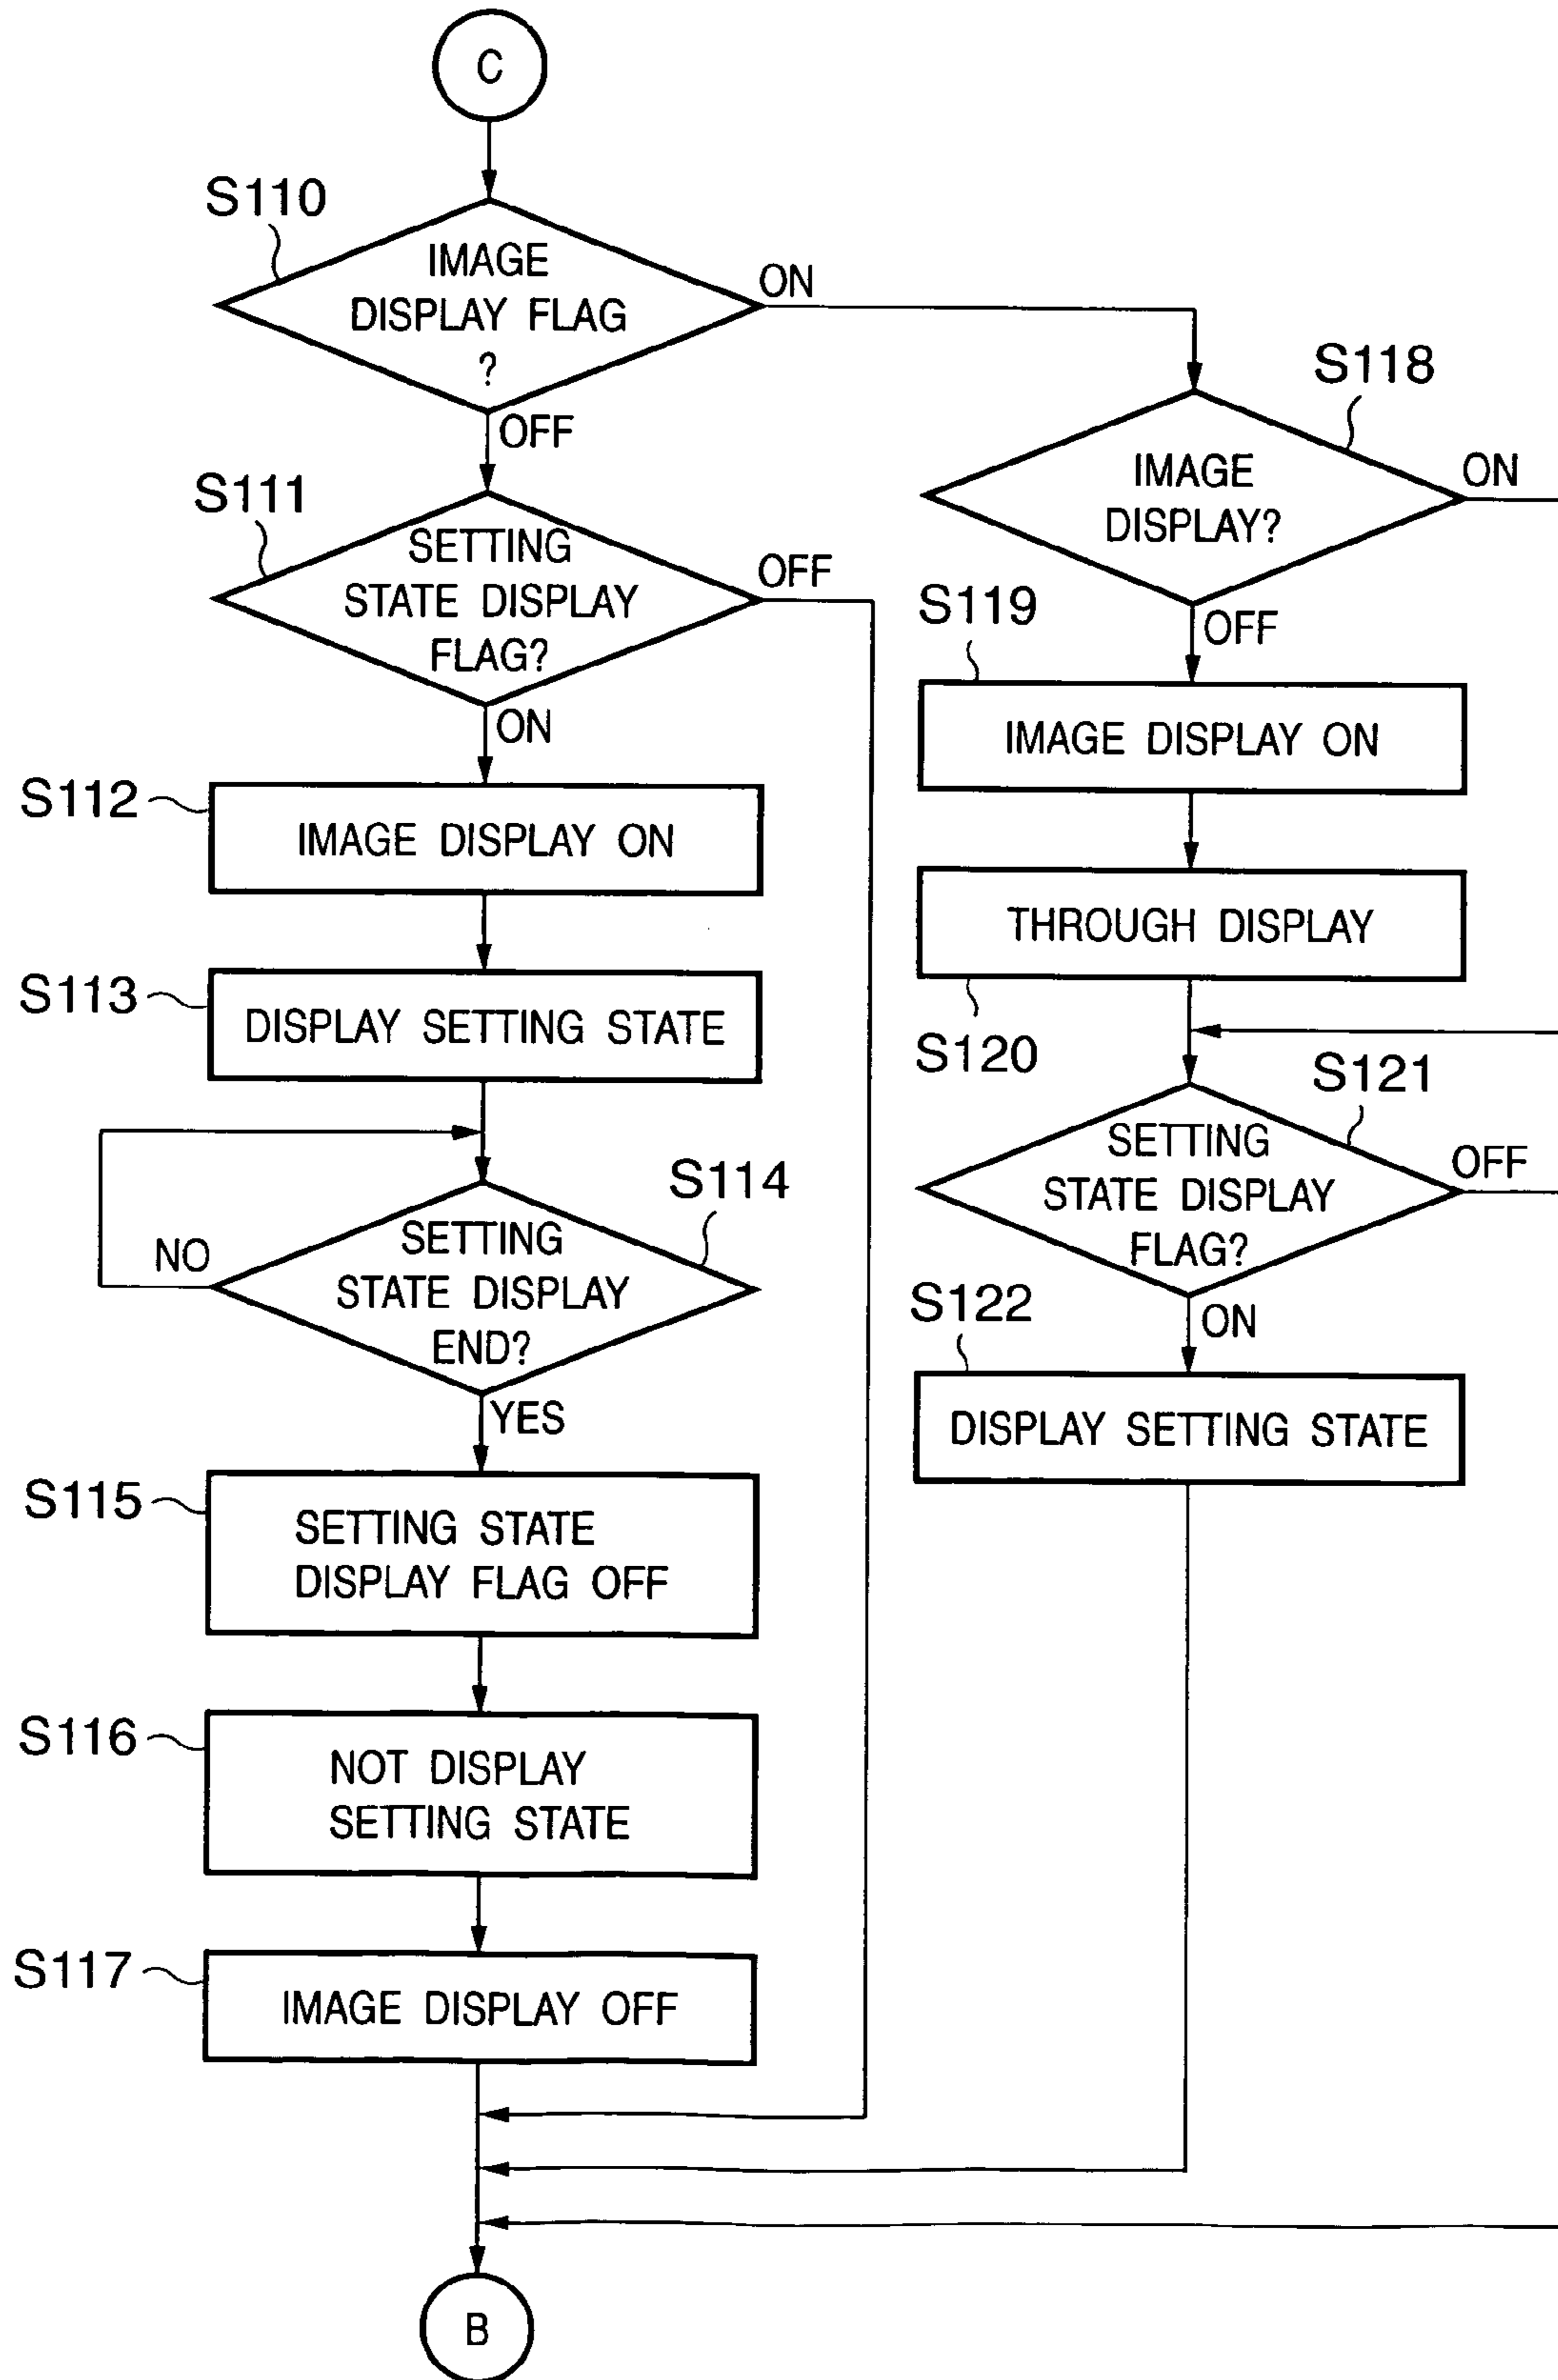 C
S110
IMAGE
DISPLAY FLAG
?
ON
OFF
S111
SETTING
STATE DISPLAY
FLAG?
OFF
ON
S112
IMAGE DISPLAY ON
S113
DISPLAY SETTING STATE
S114
SETTING
STATE DISPLAY
END?
NO
YES
S115
SETTING STATE
DISPLAY FLAG OFF
S116
NOT DISPLAY
SETTING STATE
S117
IMAGE DISPLAY OFF
S118
IMAGE
DISPLAY?
ON
OFF
S119
IMAGE DISPLAY ON
THROUGH DISPLAY
S120
S121
SETTING
STATE DISPLAY
FLAG?
OFF
ON
S122
DISPLAY SETTING STATE
B